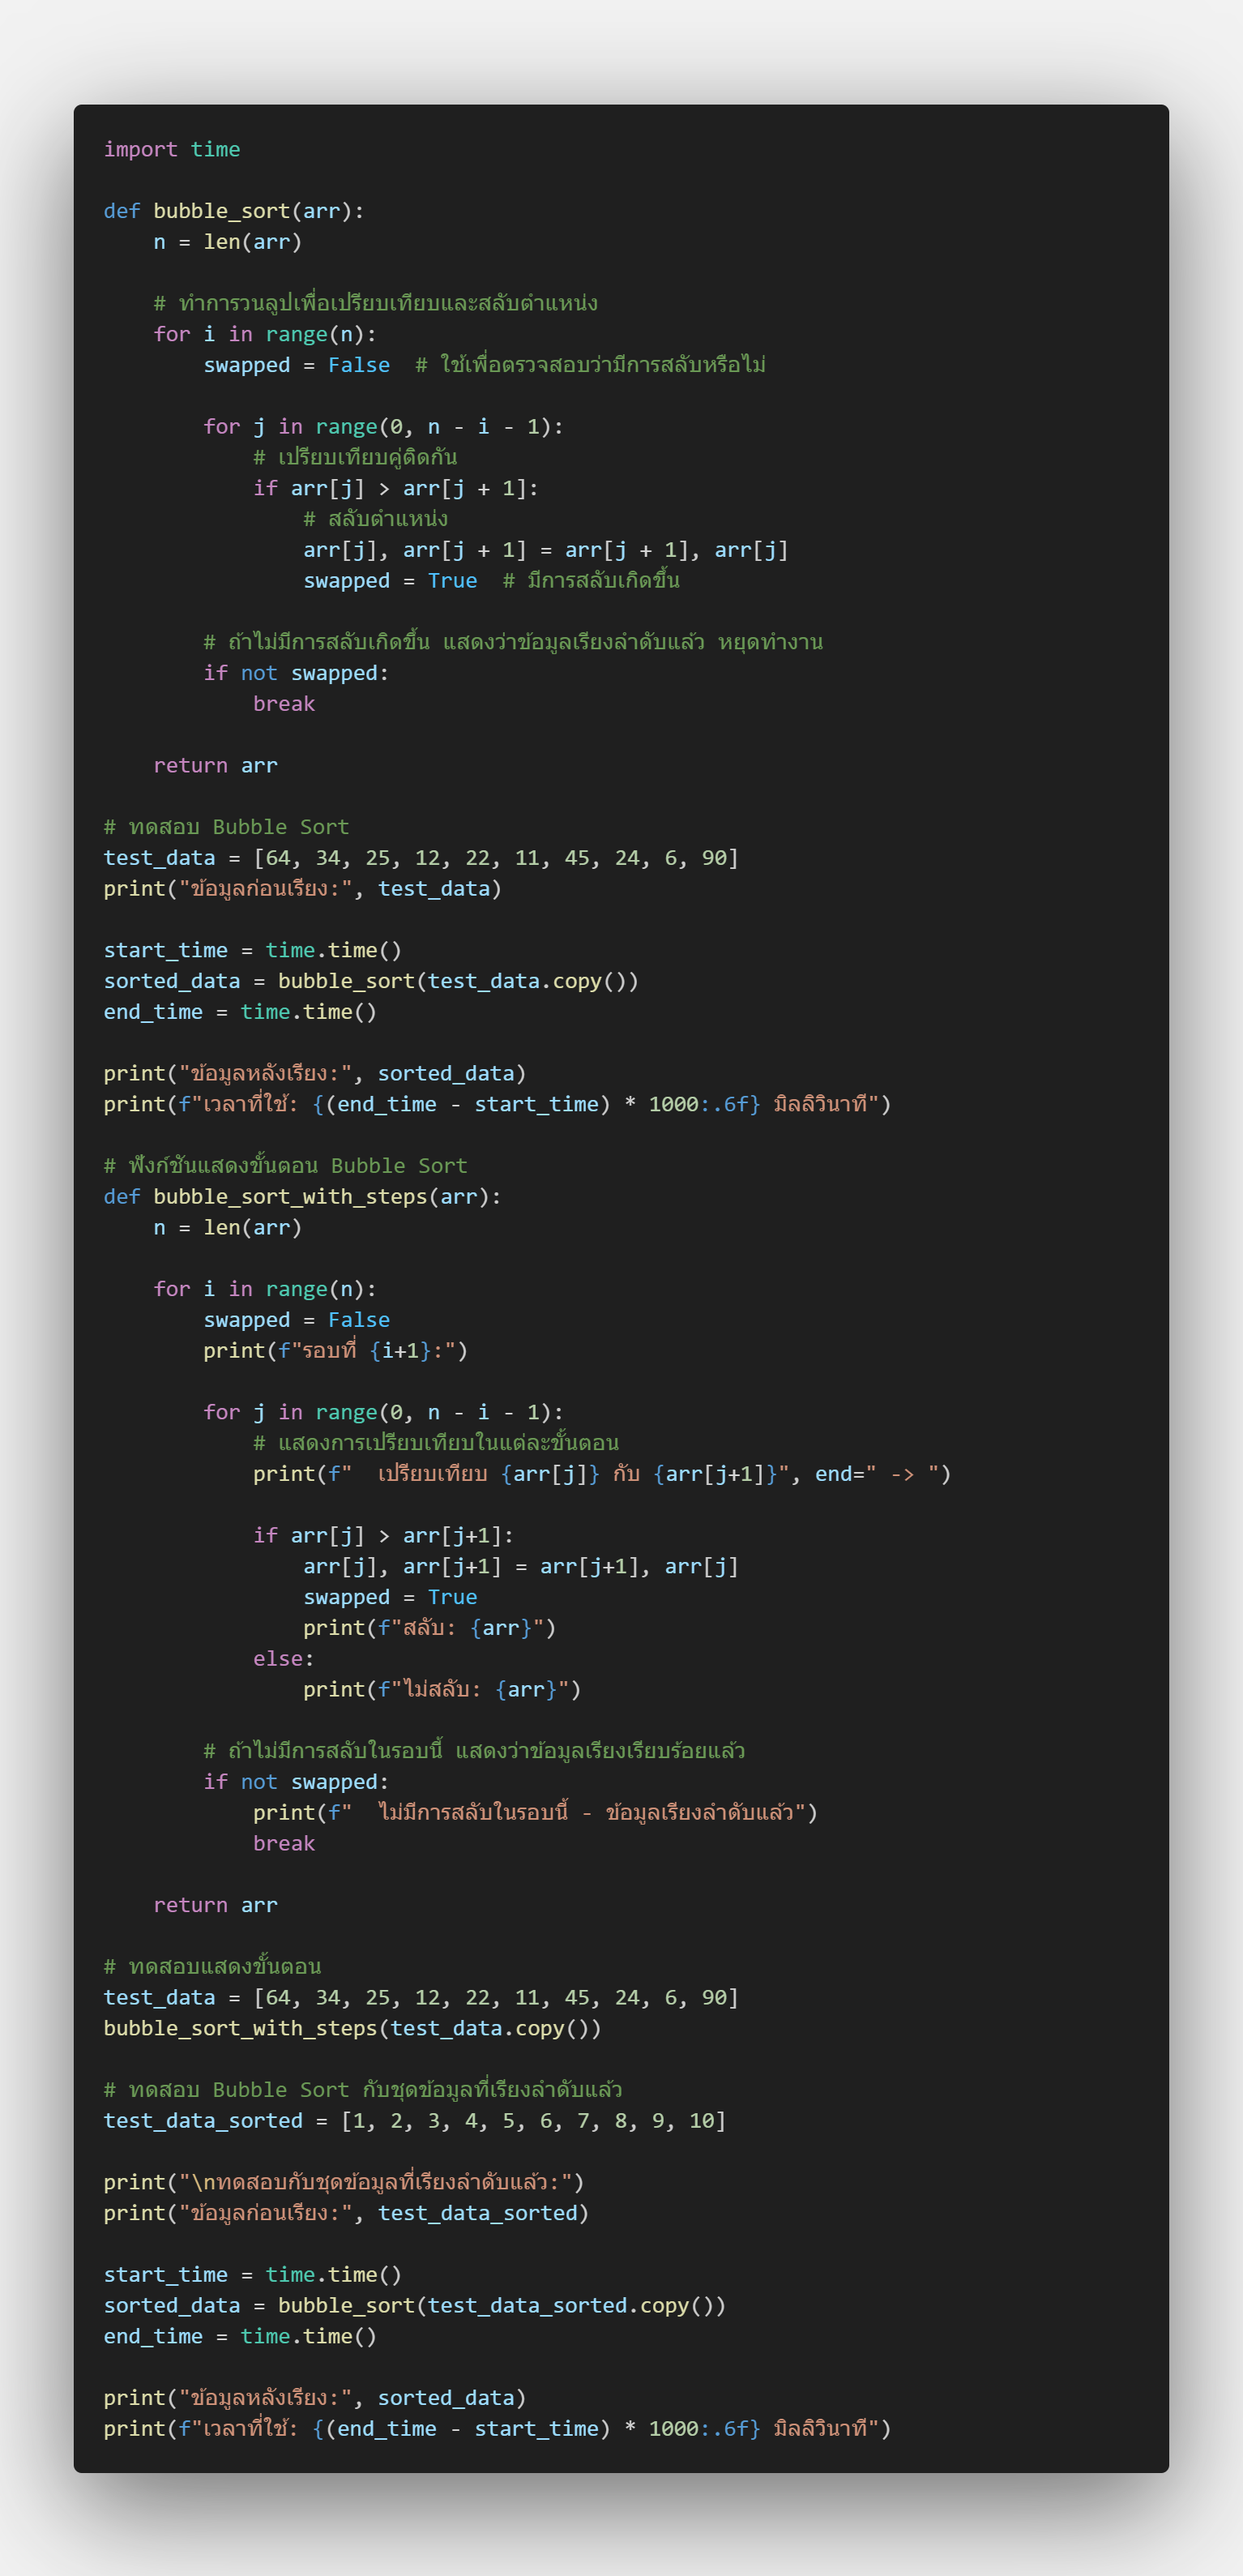 import time
def bubble_sort(arr):
    n = len(arr)
    # ทำการวนลูปเพื่อเปรียบเทียบและสลับตำแหน่ง
    for i in range(n):
        swapped = False  # ใช้เพื่อตรวจสอบว่ามีการสลับหรือไม่
        for j in range(0, n - i - 1):
            # เปรียบเทียบคู่ติดกัน
            if arr[j] > arr[j + 1]:
                # สลับตำแหน่ง
                arr[j], arr[j + 1] = arr[j + 1], arr[j]
                swapped = True  # มีการสลับเกิดขึ้น
        # ถ้าไม่มีการสลับเกิดขึ้น แสดงว่าข้อมูลเรียงลำดับแล้ว หยุดทำงาน
        if not swapped:
            break
    return arr
# ทดสอบ Bubble Sort
test_data = [64, 34, 25, 12, 22, 11, 45, 24, 6, 90]
print("ข้อมูลก่อนเรียง:", test_data)
start_time = time.time()
sorted_data = bubble_sort(test_data.copy())
end_time = time.time()
print("ข้อมูลหลังเรียง:", sorted_data)
print(f"เวลาที่ใช้: {(end_time - start_time) * 1000:.6f} มิลลิวินาที")
# ฟังก์ชันแสดงขั้นตอน Bubble Sort
def bubble_sort_with_steps(arr):
    n = len(arr)
    for i in range(n):
        swapped = False
        print(f"รอบที่ {i+1}:")
        for j in range(0, n - i - 1):
            # แสดงการเปรียบเทียบในแต่ละขั้นตอน
            print(f"  เปรียบเทียบ {arr[j]} กับ {arr[j+1]}", end=" -> ")
            if arr[j] > arr[j+1]:
                arr[j], arr[j+1] = arr[j+1], arr[j]
                swapped = True
                print(f"สลับ: {arr}")
            else:
                print(f"ไม่สลับ: {arr}")
        # ถ้าไม่มีการสลับในรอบนี้ แสดงว่าข้อมูลเรียงเรียบร้อยแล้ว
        if not swapped:
            print(f"  ไม่มีการสลับในรอบนี้ - ข้อมูลเรียงลำดับแล้ว")
            break
    return arr
# ทดสอบแสดงขั้นตอน
test_data = [64, 34, 25, 12, 22, 11, 45, 24, 6, 90]
bubble_sort_with_steps(test_data.copy())
# ทดสอบ Bubble Sort กับชุดข้อมูลที่เรียงลำดับแล้ว
test_data_sorted = [1, 2, 3, 4, 5, 6, 7, 8, 9, 10]
print("\nทดสอบกับชุดข้อมูลที่เรียงลำดับแล้ว:")
print("ข้อมูลก่อนเรียง:", test_data_sorted)
start_time = time.time()
sorted_data = bubble_sort(test_data_sorted.copy())
end_time = time.time()
print("ข้อมูลหลังเรียง:", sorted_data)
print(f"เวลาที่ใช้: {(end_time - start_time) * 1000:.6f} มิลลิวินาที")